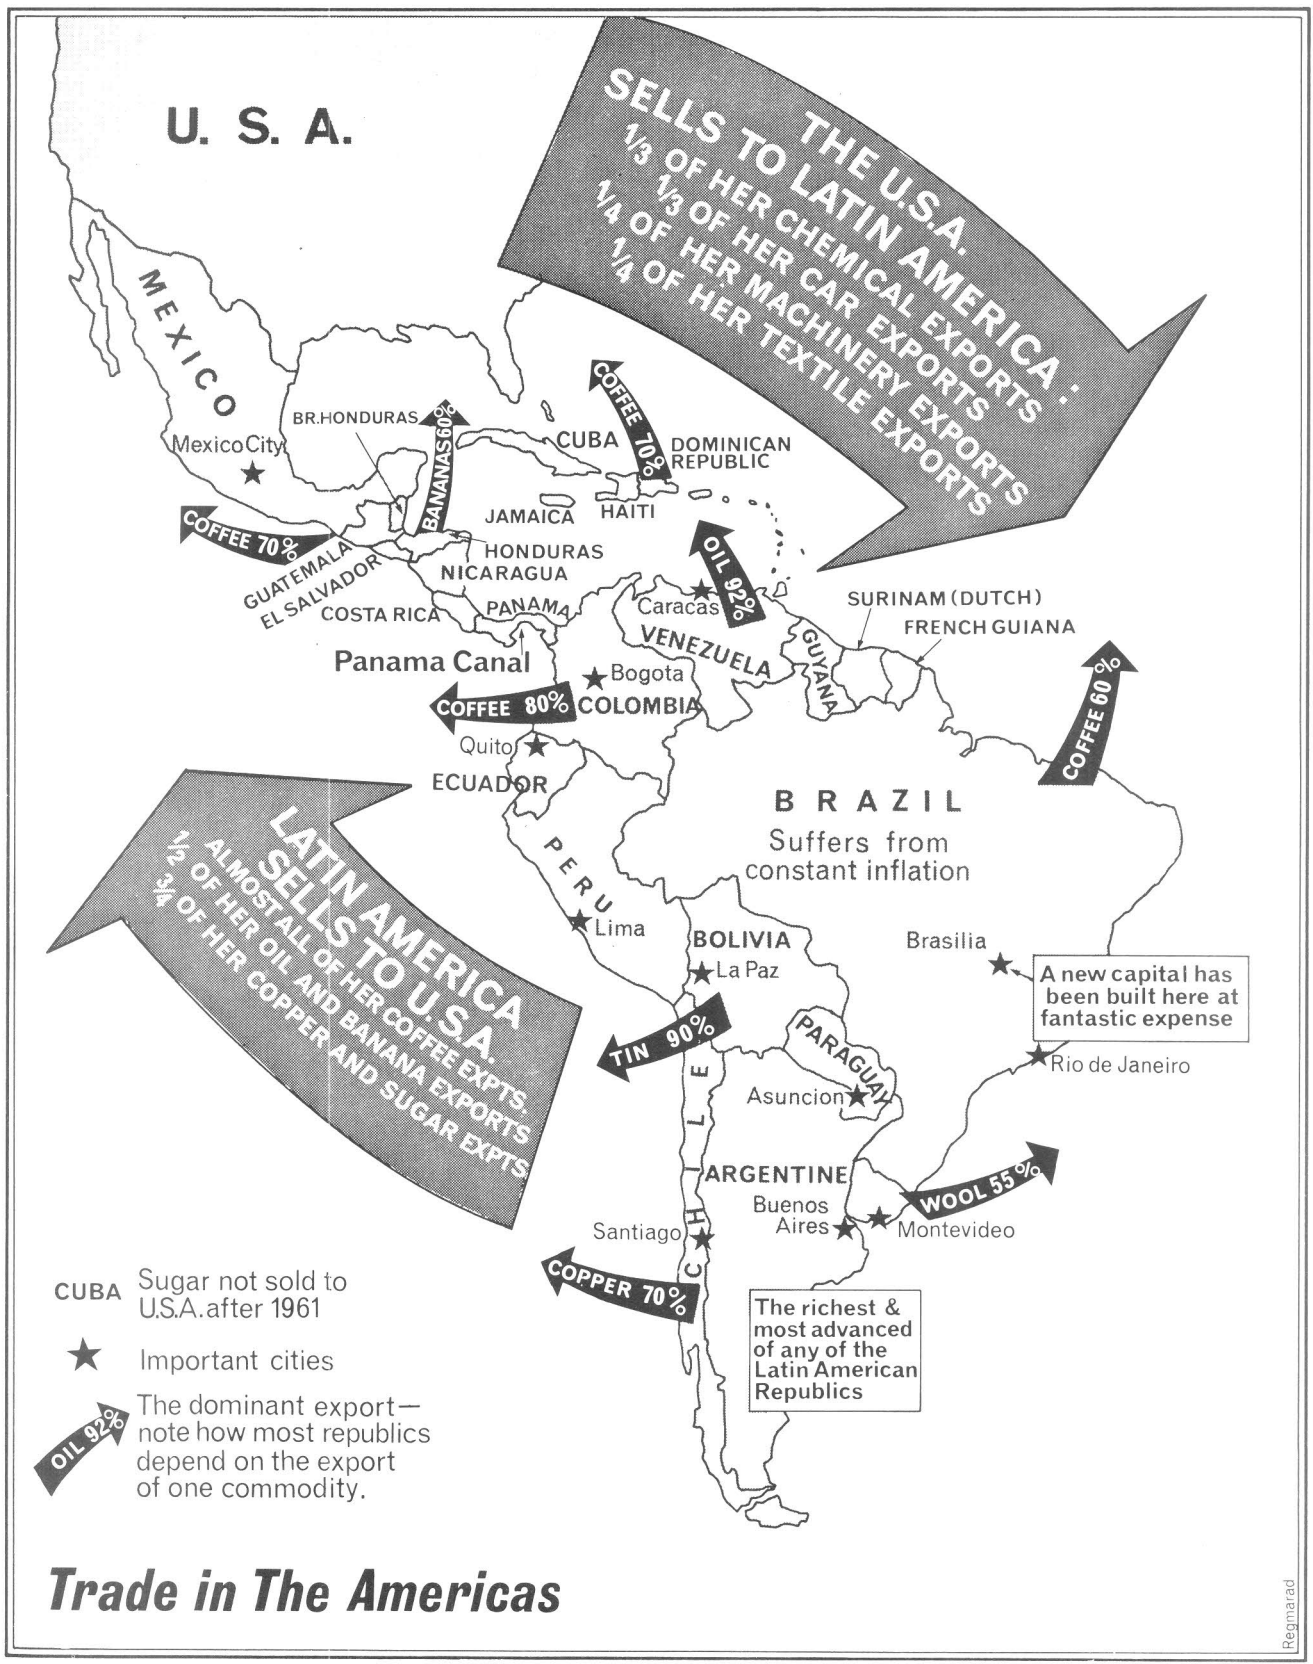 U. S. A.
THE U.S.A.
SELLS TO LATIN AMERICA :
1/3 OF HER CHEMICAL EXPORTS
1/3 OF HER CAR EXPORTS
1/4 OF HER MACHINERY EXPORTS
1/4 OF HER TEXTILE EXPORTS
MEXICO
Mexico City
BR.HONDURAS
BANANAS 60%
COFFEE 70%
CUBA
DOMINICAN
REPUBLIC
JAMAICA
HAITI
COFFEE 70%
GUATEMALA
EL SALVADOR
HONDURAS
NICARAGUA
COSTA RICA
PANAMA
Panama Canal
OIL 92%
Caracas
VENEZUELA
GUYANA
SURINAM (DUTCH)
FRENCH GUIANA
Bogota
COLOMBIA
COFFEE 80%
Quito
ECUADOR
COFFEE 60%
BRAZIL
Suffers from
constant inflation
PERU
Lima
LATIN AMERICA
SELLS TO U.S.A.
ALMOST ALL OF HER COFFEE EXPTS.
1/2 OF HER OIL AND BANANA EXPORTS
3/4 OF HER COPPER AND SUGAR EXPTS
BOLIVIA
La Paz
Brasilia
A new capital has
been built here at
fantastic expense
TIN 90%
PARAGUAY
Asuncion
Rio de Janeiro
CHILE
ARGENTINE
Buenos
Aires
WOOL 55%
Montevideo
Santiago
COPPER 70%
The richest &
most advanced
of any of the
Latin American
Republics
CUBA Sugar not sold to
U.S.A. after 1961
Important cities
OIL 92%
The dominant export—
note how most republics
depend on the export
of one commodity.
Trade in The Americas
Regmarad